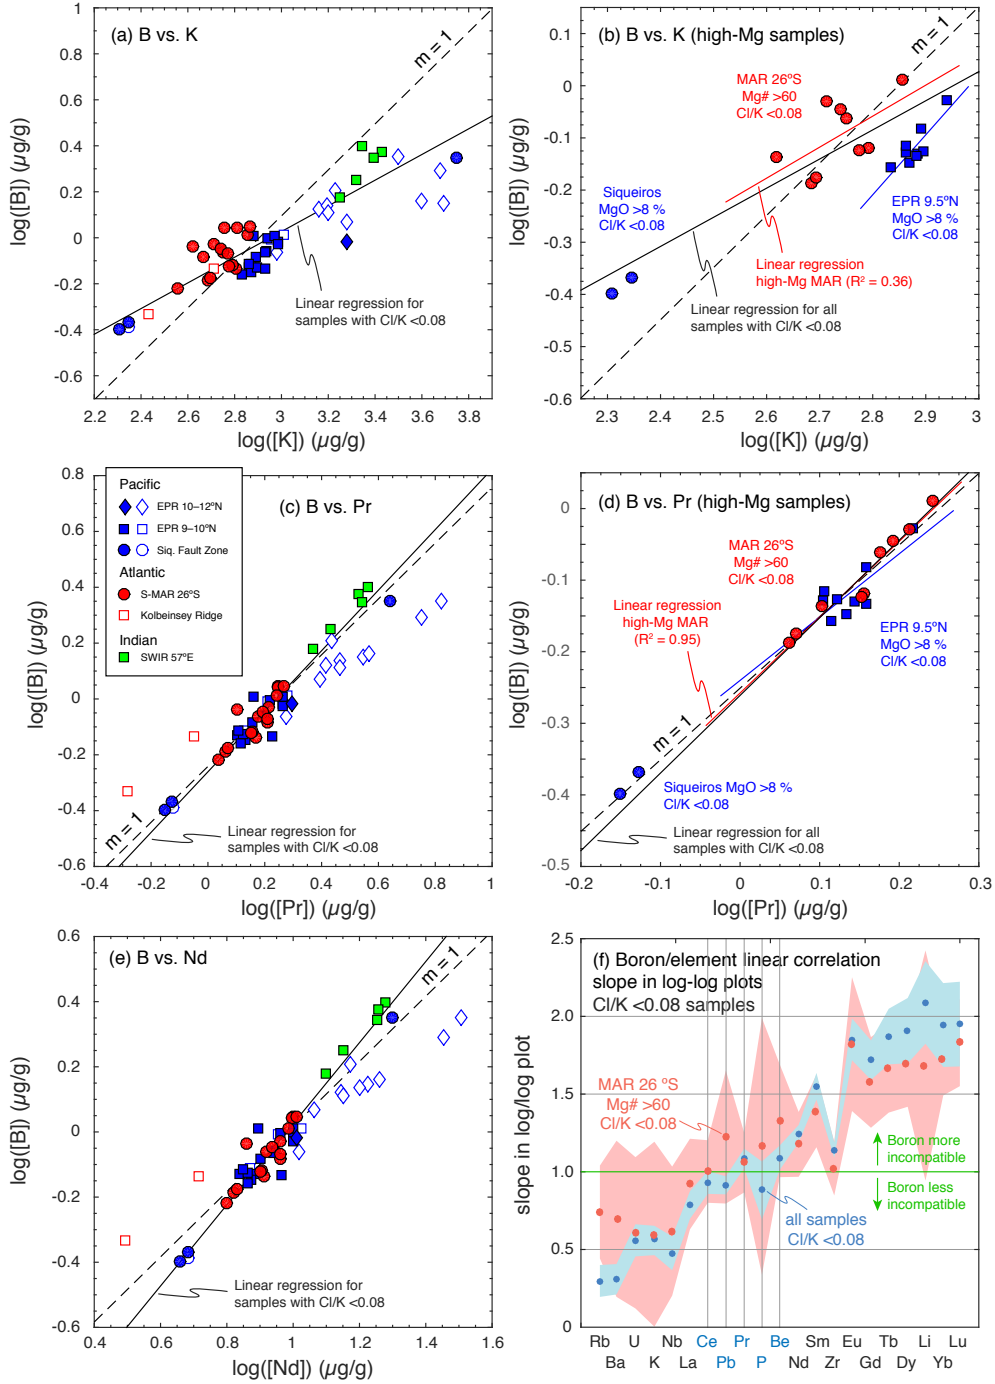 (a) B vs. K
m = 1
log([B]) (µg/g)
1
0.8
0.6
0.4
0.2
0
-0.2
-0.4
-0.6
Linear regression for
samples with Cl/K <0.08
2.2
2.4
2.6
2.8
3
3.2
3.4
3.6
3.8
log([K]) (µg/g)
(b) B vs. K (high-Mg samples)
m = 1
log([B]) (µg/g)
0.1
0
-0.1
-0.2
-0.3
-0.4
-0.5
-0.6
MAR 26ºS
Mg# >60
Cl/K <0.08
Siqueiros
MgO >8 %
Cl/K <0.08
EPR 9.5ºN
MgO >8 %
Cl/K <0.08
Linear regression
high-Mg MAR (R² = 0.36)
Linear regression for all
samples with Cl/K <0.08
2.3
2.4
2.5
2.6
2.7
2.8
2.9
3
log([K]) (µg/g)
(c) B vs. Pr
Pacific
EPR 10–12ºN
EPR 9–10ºN
Siq. Fault Zone
Atlantic
S-MAR 26ºS
Kolbeinsey Ridge
Indian
SWIR 57ºE
log([B]) (µg/g)
0.8
0.6
0.4
0.2
0
-0.2
-0.4
-0.6
m = 1
Linear regression for
samples with Cl/K <0.08
-0.4
-0.2
0
0.2
0.4
0.6
0.8
1
log([Pr]) (µg/g)
(d) B vs. Pr (high-Mg samples)
log([B]) (µg/g)
0
-0.1
-0.2
-0.3
-0.4
-0.5
MAR 26ºS
Mg# >60
Cl/K <0.08
Linear regression
high-Mg MAR
(R² = 0.95)
EPR 9.5ºN
MgO >8 %
Cl/K <0.08
m = 1
Siqueiros MgO >8 %
Cl/K <0.08
Linear regression for all
samples with Cl/K <0.08
-0.2
-0.1
0
0.1
0.2
0.3
log([Pr]) (µg/g)
(e) B vs. Nd
m = 1
log([B]) (µg/g)
0.6
0.4
0.2
0
-0.2
-0.4
-0.6
Linear regression for
samples with Cl/K <0.08
0.4
0.6
0.8
1.0
1.2
1.4
1.6
log([Nd]) (µg/g)
(f) Boron/element linear correlation
slope in log-log plots
Cl/K <0.08 samples
slope in log/log plot
2.5
2.0
1.5
1.0
0.5
0
MAR 26 ºS
Mg# >60
Cl/K <0.08
Boron more
incompatible
Boron less
incompatible
all samples
Cl/K <0.08
Rb U Nb Ce Pr Be Sm Eu Tb Li Lu
Ba K La Pb P Nd Zr Gd Dy Yb